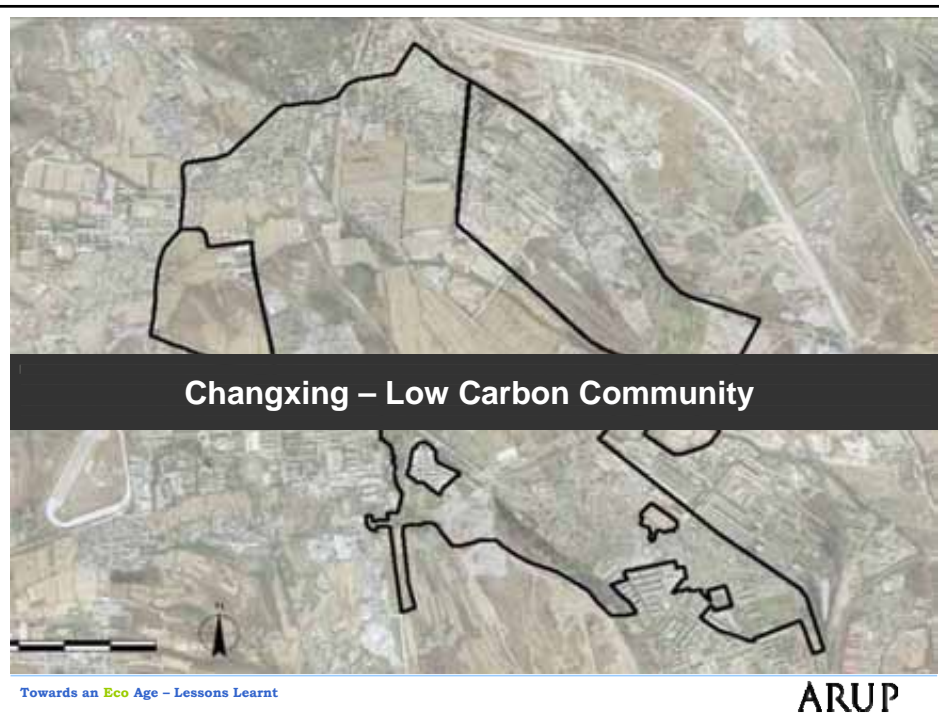 Changxing – Low Carbon Community
N
Towards an Eco Age – Lessons Learnt
ARUP